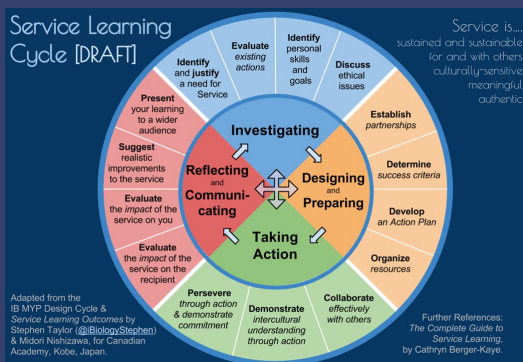 Service Learning
Cycle [DRAFT]
Service is....
sustained and sustainable
for and with others
culturally-sensitive
meaningful
authentic
Identify
and justify
a need for
Service
Evaluate
existing
actions
Identify
personal
skills
and
goals
Discuss
ethical
issues
Establish
partnerships
Determine
success criteria
Develop
an Action Plan
Organize
resources
Collaborate
effectively
with others
Demonstrate
intercultural
understanding
through action
Persevere
through action
& demonstrate
commitment
Evaluate
the impact of the
service on the
recipient
Evaluate
the impact of the
service on you
Suggest
realistic
improvements
to the service
Present
your learning
to a wider
audience
Investigating
Designing
and
Preparing
Taking
Action
Reflecting
and
Communi-
cating
Adapted from the
IB MYP Design Cycle &
Service Learning Outcomes by
Stephen Taylor (@iBiologyStephen)
& Midori Nishizawa, for Canadian
Academy, Kobe, Japan.
Further References:
The Complete Guide to
Service Learning,
by Cathryn Berger-Kaye.